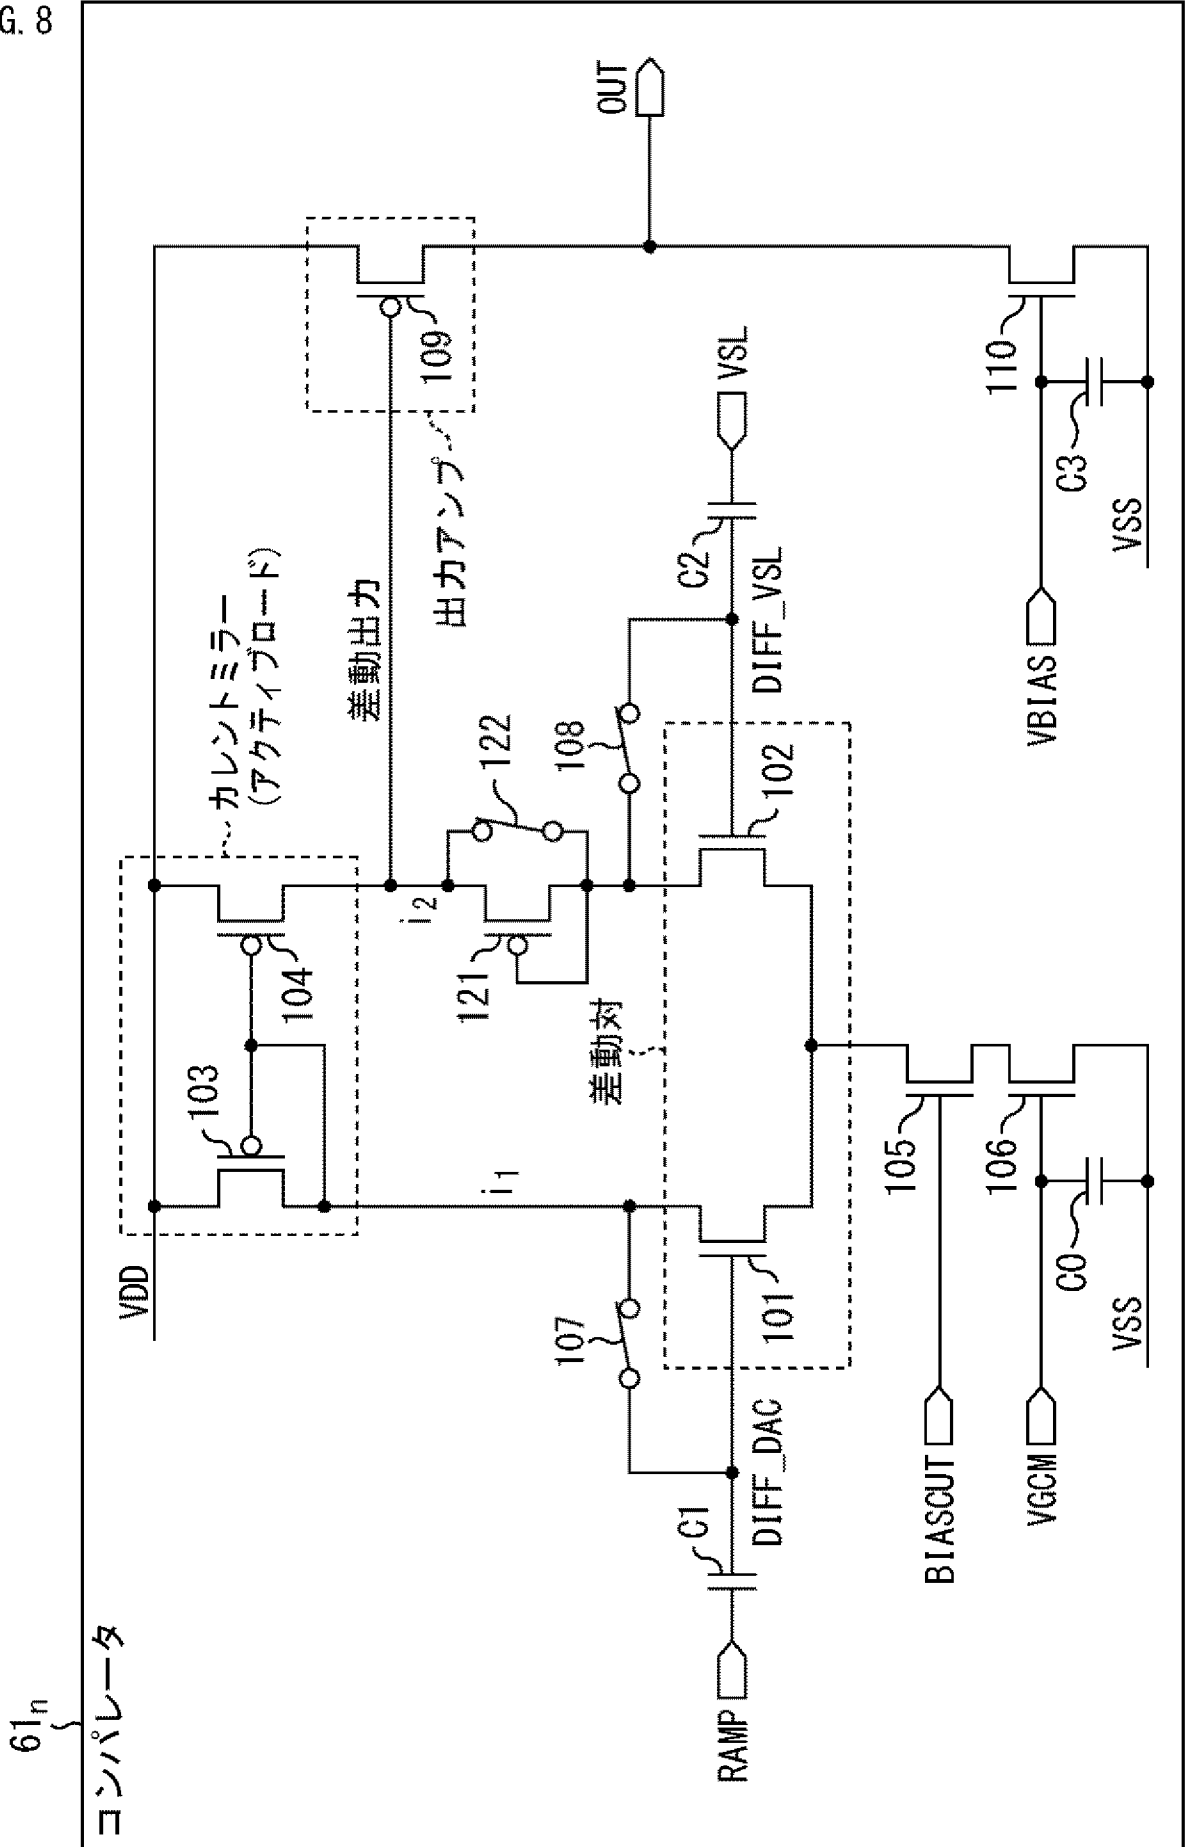 G. 8
61n
コンパレータ
VDD
カレントミラー
(アクティブロード)
103
104
差動出力
出力アンプ
109
OUT
i1
i2
121
122
107
108
差動対
101
102
RAMP
C1
DIFF_DAC
DIFF_VSL
C2
VSL
BIASCUT
105
VGCM
106
C0
VSS
VBIAS
110
C3
VSS